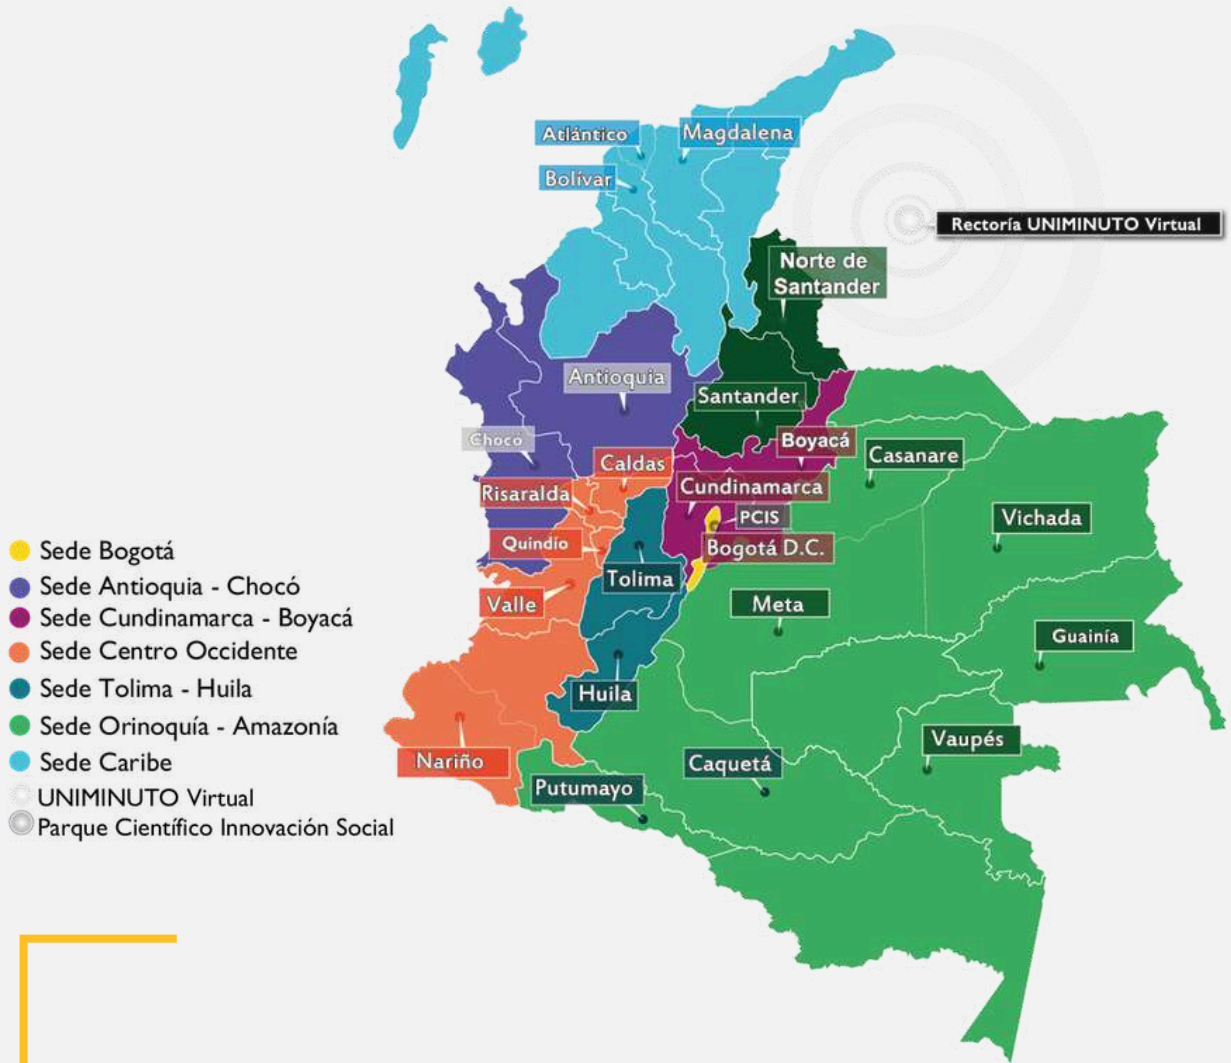 Atlántico
Magdalena
Bolívar
Rectoría UNIMINUTO Virtual
Norte de
Santander
Antioquia
Santander
Chocó
Boyacá
Caldas
Casanare
Risaralda
Cundinamarca
PCIS
Vichada
Quindío
Bogotá D.C.
Tolima
Valle
Meta
Guainía
Huila
Vaupés
Nariño
Caquetá
Putumayo
Sede Bogotá
Sede Antioquia - Chocó
Sede Cundinamarca - Boyacá
Sede Centro Occidente
Sede Tolima - Huila
Sede Orinoquía - Amazonía
Sede Caribe
UNIMINUTO Virtual
Parque Científico Innovación Social